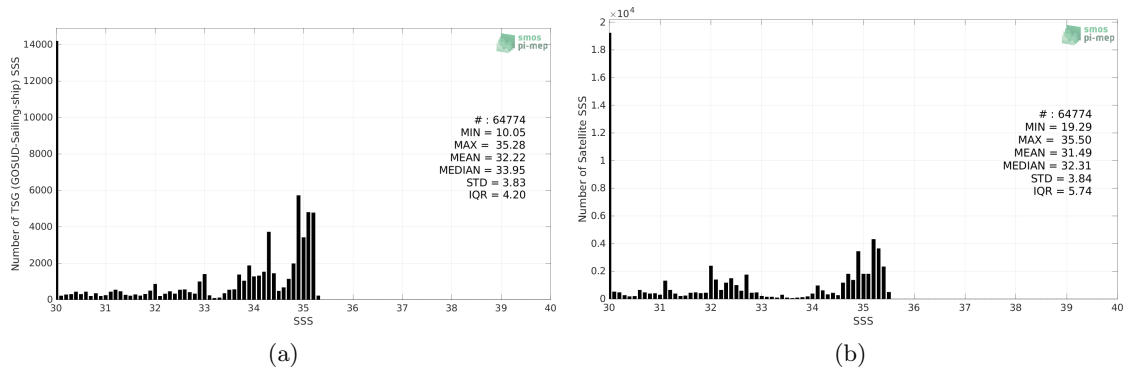 smos
pi-mep
Number of TSG (GOSUD-Sailing-ship) SSS
14000
12000
10000
8000
6000
4000
2000
0
# : 64774
MIN = 10.05
MAX = 35.28
MEAN = 32.22
MEDIAN = 33.95
STD = 3.83
IQR = 4.20
30 31 32 33 34 35 36 37 38 39 40
SSS
(a)
×10⁴
smos
pi-mep
Number of Satellite SSS
2
1.8
1.6
1.4
1.2
1
0.8
0.6
0.4
0.2
0
# : 64774
MIN = 19.29
MAX = 35.50
MEAN = 31.49
MEDIAN = 32.31
STD = 3.84
IQR = 5.74
30 31 32 33 34 35 36 37 38 39 40
SSS
(b)